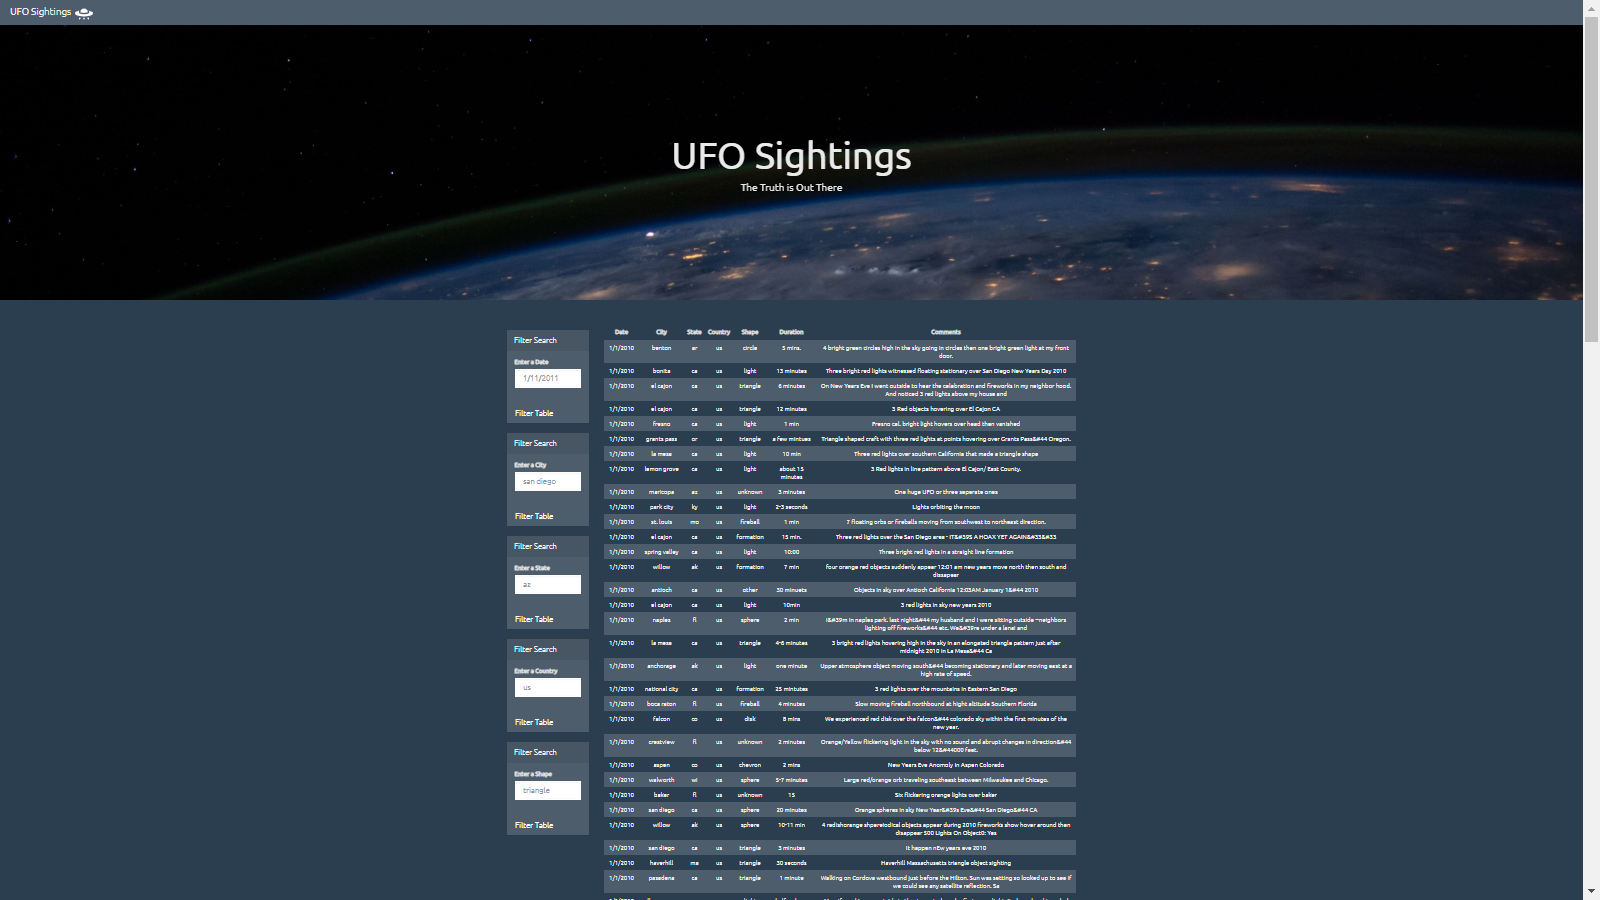 UFO Sightings
UFO Sightings
The Truth is Out There
Filter Search
Enter a Date
1/11/2011
Filter Table
Filter Search
Enter a City
san diego
Filter Table
Filter Search
Enter a State
az
Filter Table
Filter Search
Enter a Country
us
Filter Table
Filter Search
Enter a Shape
triangle
Filter Table
Date City State Country Shape Duration Comments
1/1/2010 benton ar us circle 5 mins. 4 bright green circles high in the sky going in circles then one bright green light at my front
door.
1/1/2010 bonita ca us light 13 minutes Three bright red lights witnessed floating stationary over San Diego New Years Day 2010
1/1/2010 el cajon ca us triangle 6 minutes On New Years Eve I went outside to hear the celebration and fireworks in my neighbor hood.
And noticed 3 red lights above my house and
1/1/2010 el cajon ca us triangle 12 minutes 3 Red objects hovering over El Cajon CA
1/1/2010 fresno ca us light 1 min Fresno cal. bright light hovers over head then vanished
1/1/2010 grants pass or us triangle a few mintues Triangle shaped craft with three red lights at points hovering over Grants Pass&#44 Oregon.
1/1/2010 la mesa ca us light 10 min Three red lights over southern California that made a triangle shape
1/1/2010 lemon grove ca us light about 15 3 Red lights in line pattern above El Cajon/ East County.
minutes
1/1/2010 maricopa az us unknown 3 minutes One huge UFO or three seperate ones
1/1/2010 park city ky us light 2-3 seconds Lights orbiting the moon
1/1/2010 st. louis mo us fireball 1 min 7 floating orbs or fireballs moving from southwest to northeast direction.
1/1/2010 el cajon ca us formation 15 min. Three red lights over the San Diego area - IT&#39S A HOAX YET AGAIN&#33&#33
1/1/2010 spring valley ca us light 10:00 Three bright red lights in a straight line formation
1/1/2010 willow ak us formation 7 min four orange red objects suddenly appear 12:01 am new years move north then south and
dissapear
1/1/2010 antioch ca us other 30 minuets Objects in sky over Antioch California 12:03AM January 1&#44 2010
1/1/2010 el cajon ca us light 10min 3 red lights in sky new years 2010
1/1/2010 naples fl us sphere 2 min I&#39m in naples park. last night&#44 my husband and I were sitting outside ~neighbors
lighting off fireworks&#44 etc. We&#39re under a lanai and
1/1/2010 la mesa ca us triangle 4-6 minutes 3 bright red lights hovering high in the sky in an elongated triangle pattern just after
midnight 2010 in La Mesa&#44 Ca
1/1/2010 anchorage ak us light one minute Upper atmosphere object moving south&#44 becoming stationary and later moving east at a
high rate of speed.
1/1/2010 national city ca us formation 25 mintutes 3 red lights over the mountains in Eastern San Diego
1/1/2010 boca raton fl us fireball 4 minutes Slow moving fireball northbound at hight altitude Southern Florida
1/1/2010 falcon co us disk 8 mins We experienced red disk over the falcon&#44 colorado sky within the first minutes of the
new year.
1/1/2010 crestview fl us unknown 2 minutes Orange/Yellow flickering light in the sky with no sound and abrupt changes in direction&#44
below 12&#44000 feet.
1/1/2010 aspen co us chevron 2 mins New Years Eve Anomoly in Aspen Colorado
1/1/2010 walworth wi us sphere 5-7 minutes Large red/orange orb traveling southeast between Milwaukee and Chicago.
1/1/2010 baker fl us unknown 15 Six flickering orange lights over baker
1/1/2010 san diego ca us sphere 20 minutes Orange spheres in sky New Year&#39s Eve&#44 San Diego&#44 CA
1/1/2010 willow ak us sphere 10-11 min 4 redishorange shpereiodical objects appear during 2010 fireworks show hover around then
disappear 500 Lights On Object0: Yes
1/1/2010 san diego ca us triangle 3 minutes It happen nEw years eve 2010
1/1/2010 haverhill ma us triangle 30 seconds Haverhill Massachusetts triangle object sighting
1/1/2010 pasadena ca us triangle 1 minute Walking on Cordova westbound just before the Hilton. Sun was setting so looked up to see if
we could see any satellite reflection. Sa